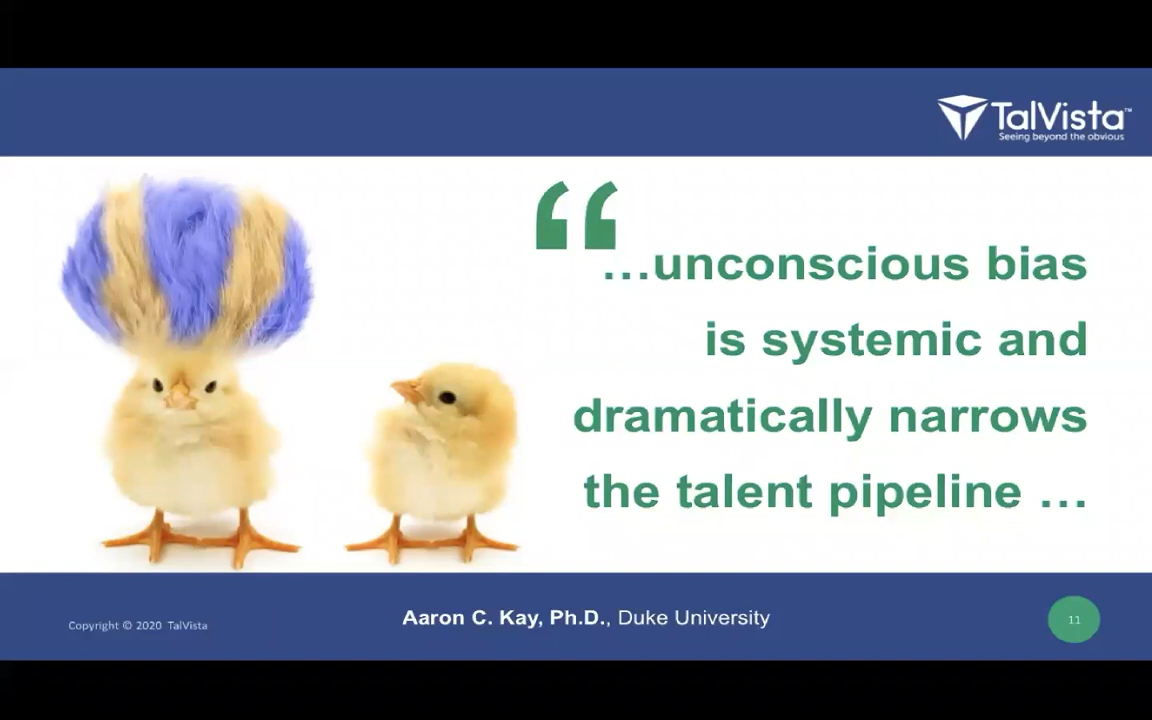 TalVista™
Seeing beyond the obvious
“
...unconscious bias
is systemic and
dramatically narrows
the talent pipeline ...
Copyright © 2020 TalVista
Aaron C. Kay, Ph.D., Duke University
11